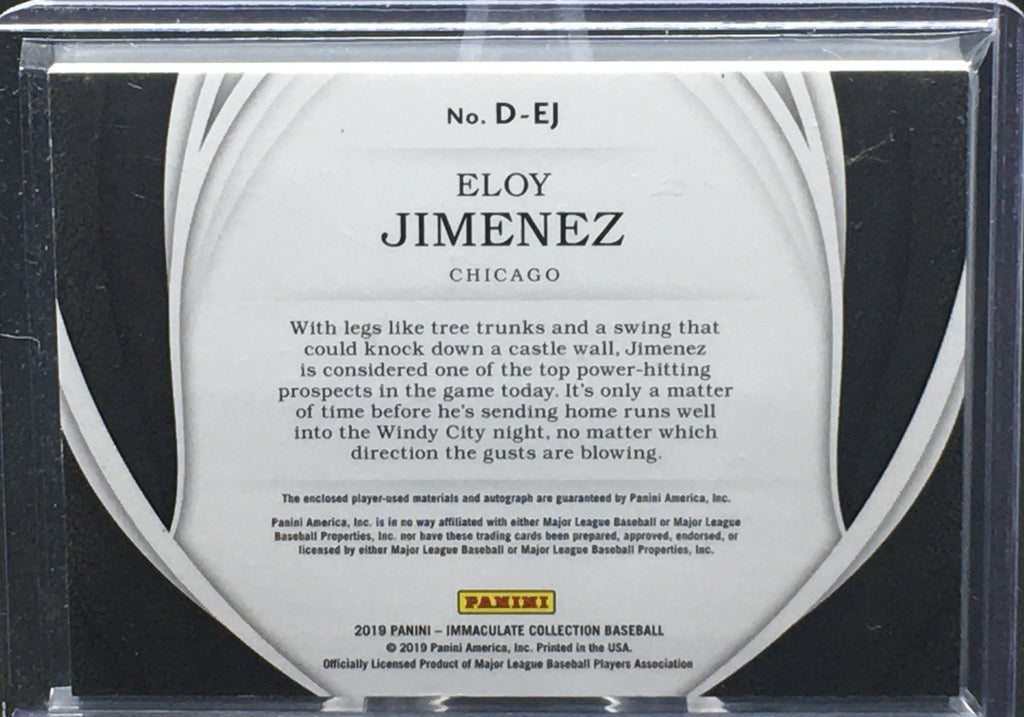 No. D-EJ
ELOY
JIMENEZ
CHICAGO
With legs like tree trunks and a swing that
could knock down a castle wall, Jimenez
is considered one of the top power-hitting
prospects in the game today. It's only a matter
of time before he's sending home runs well
into the Windy City night, no matter which
direction the gusts are blowing.
The enclosed player-used materials and autograph are guaranteed by Panini America, Inc.
Panini America, Inc. is in no way affiliated with either Major League Baseball or Major League
Baseball Properties, Inc. nor have these trading cards been prepared, approved, endorsed, or
licensed by either Major League Baseball or Major League Baseball Properties, Inc.
PANINI
2019 PANINI – IMMACULATE COLLECTION BASEBALL
© 2019 Panini America, Inc. Printed in the USA.
Officially Licensed Product of Major League Baseball Players Association